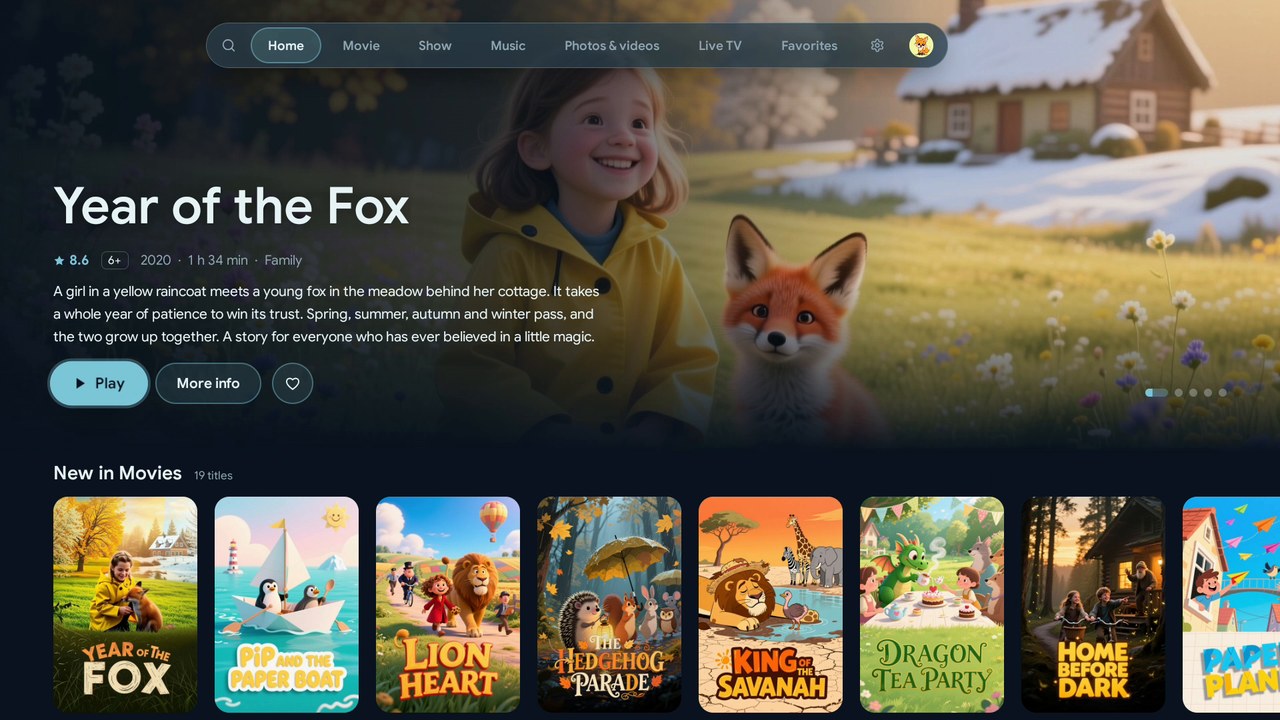 Home
Movie
Show
Music
Photos & videos
Live TV
Favorites
Year of the Fox
8.6
6+
2020 · 1 h 34 min · Family
A girl in a yellow raincoat meets a young fox in the meadow behind her cottage. It takes
a whole year of patience to win its trust. Spring, summer, autumn and winter pass, and
the two grow up together. A story for everyone who has ever believed in a little magic.
Play
More info
New in Movies
19 titles
YEAR OF THE
FOX
PIP AND THE
PAPER BOAT
LION
HEART
THE
HEDGEHOG
PARADE
KING OF THE
SAVANAH
DRAGON
TEA PARTY
HOME
BEFORE
DARK